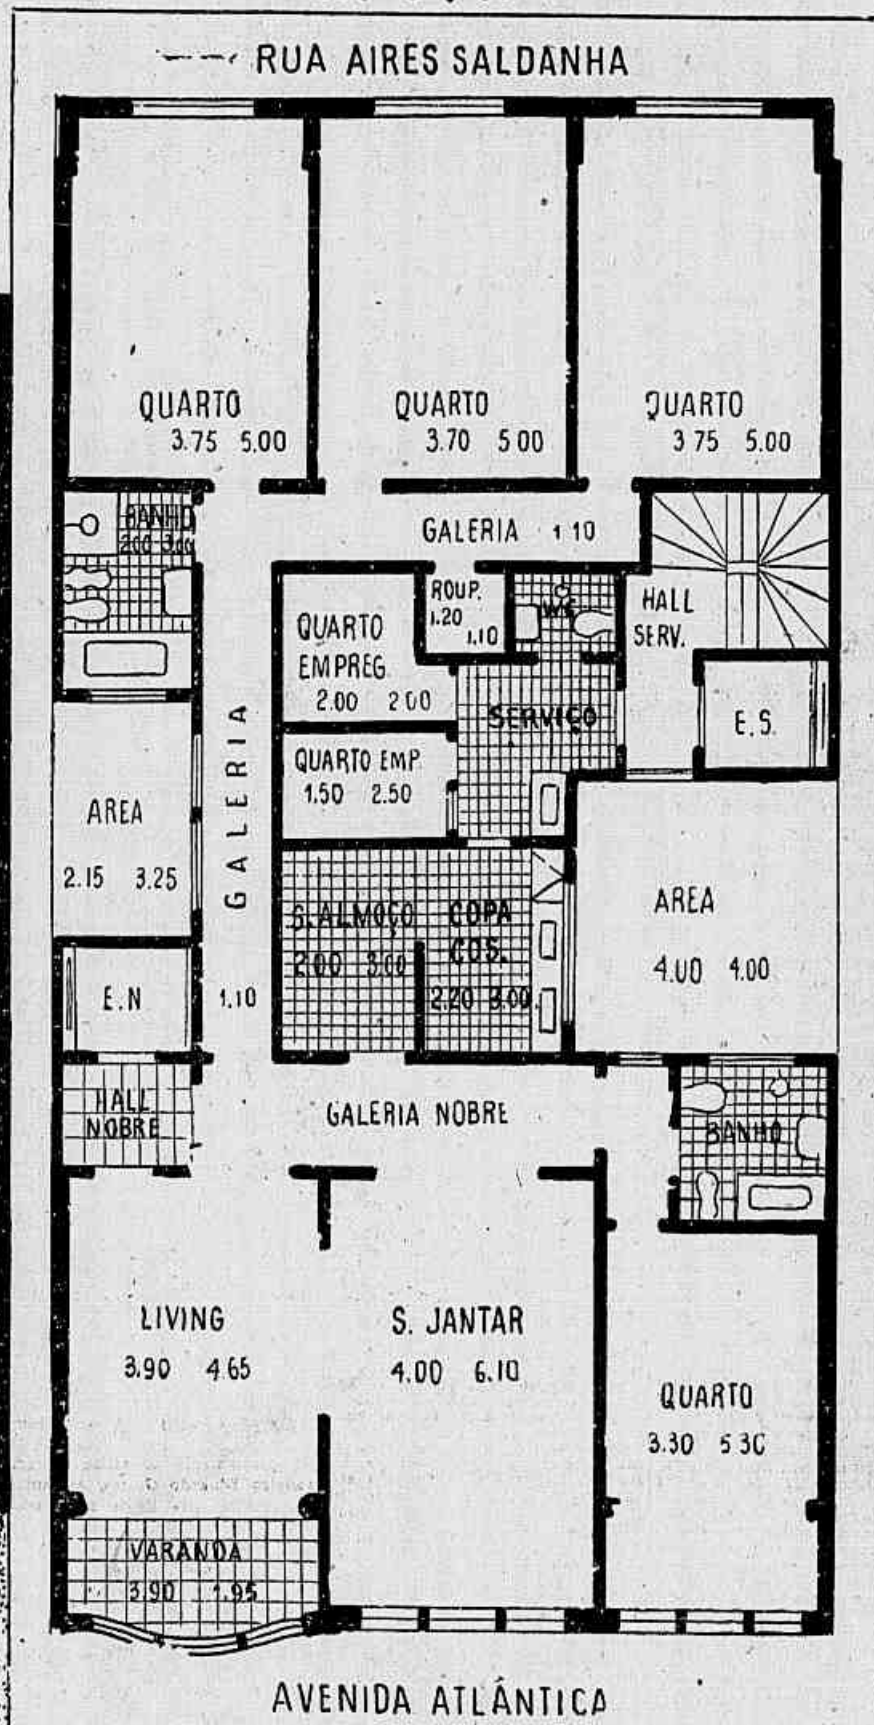 RUA AIRES SALDANHA
QUARTO
3.75 5.00
QUARTO
3.70 5 00
QUARTO
3 75 5.00
BANHO
2.00 3.00
GALERIA 1 10
ROUP.
1.20
1.10
WC
HALL
SERV.
QUARTO
EMPREG.
2.00 2 00
SERVIÇO
E.S.
QUARTO EMP.
1.50 2.50
AREA
2.15 3.25
GALERIA
1.10
S. ALMOÇO
2.00 3.00
COPA
COS.
2.20 3.00
AREA
4.00 4.00
E.N
HALL
NOBRE
GALERIA NOBRE
BANHO
LIVING
3.90 4.65
S. JANTAR
4.00 6.10
QUARTO
3.30 5 30
VARANDA
3.90 1.95
AVENIDA ATLÂNTICA